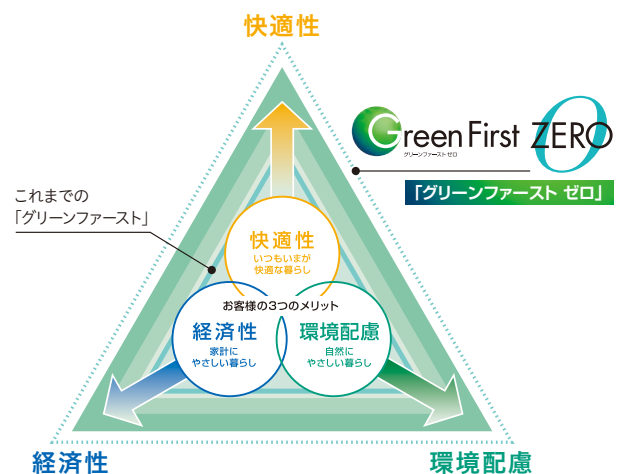 快適性
Green First ZERO
グリーンファースト ゼロ
「グリーンファースト ゼロ」
これまでの
「グリーンファースト」
快適性
いつもいまが
快適な暮らし
お客様の3つのメリット
経済性
家計に
やさしい暮らし
環境配慮
自然に
やさしい暮らし
経済性
環境配慮